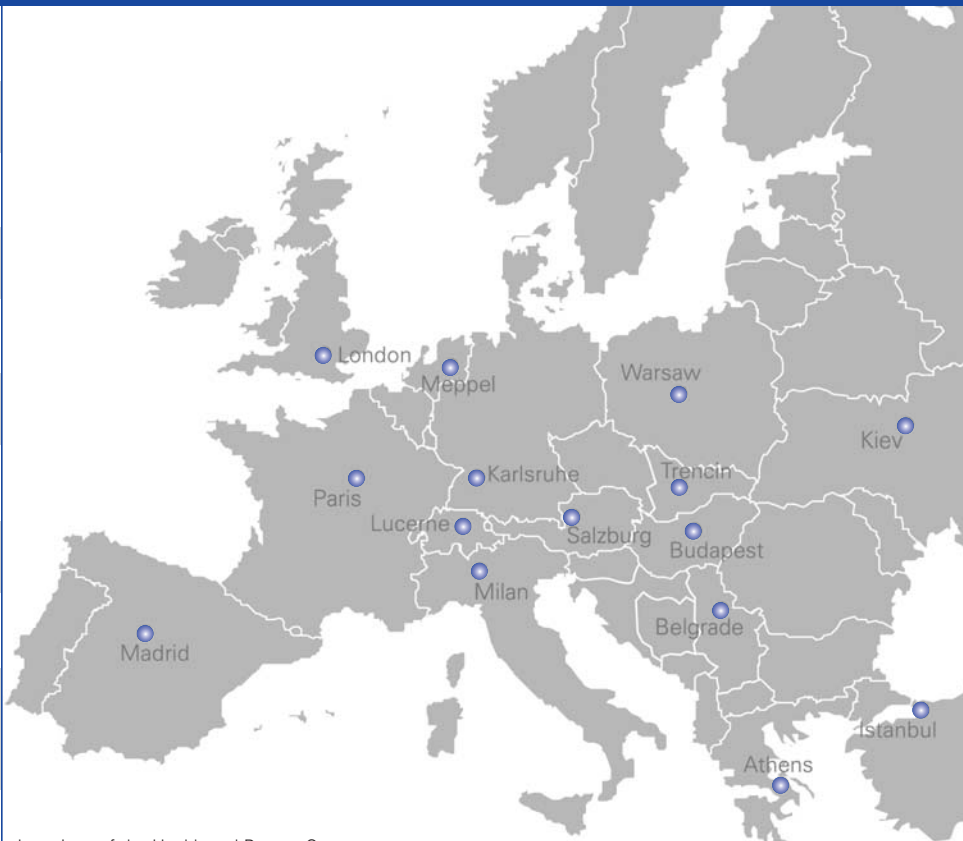 London
Meppel
Warsaw
Kiev
Karlsruhe
Trencin
Paris
Lucerne
Salzburg
Budapest
Milan
Belgrade
Madrid
Istanbul
Athens